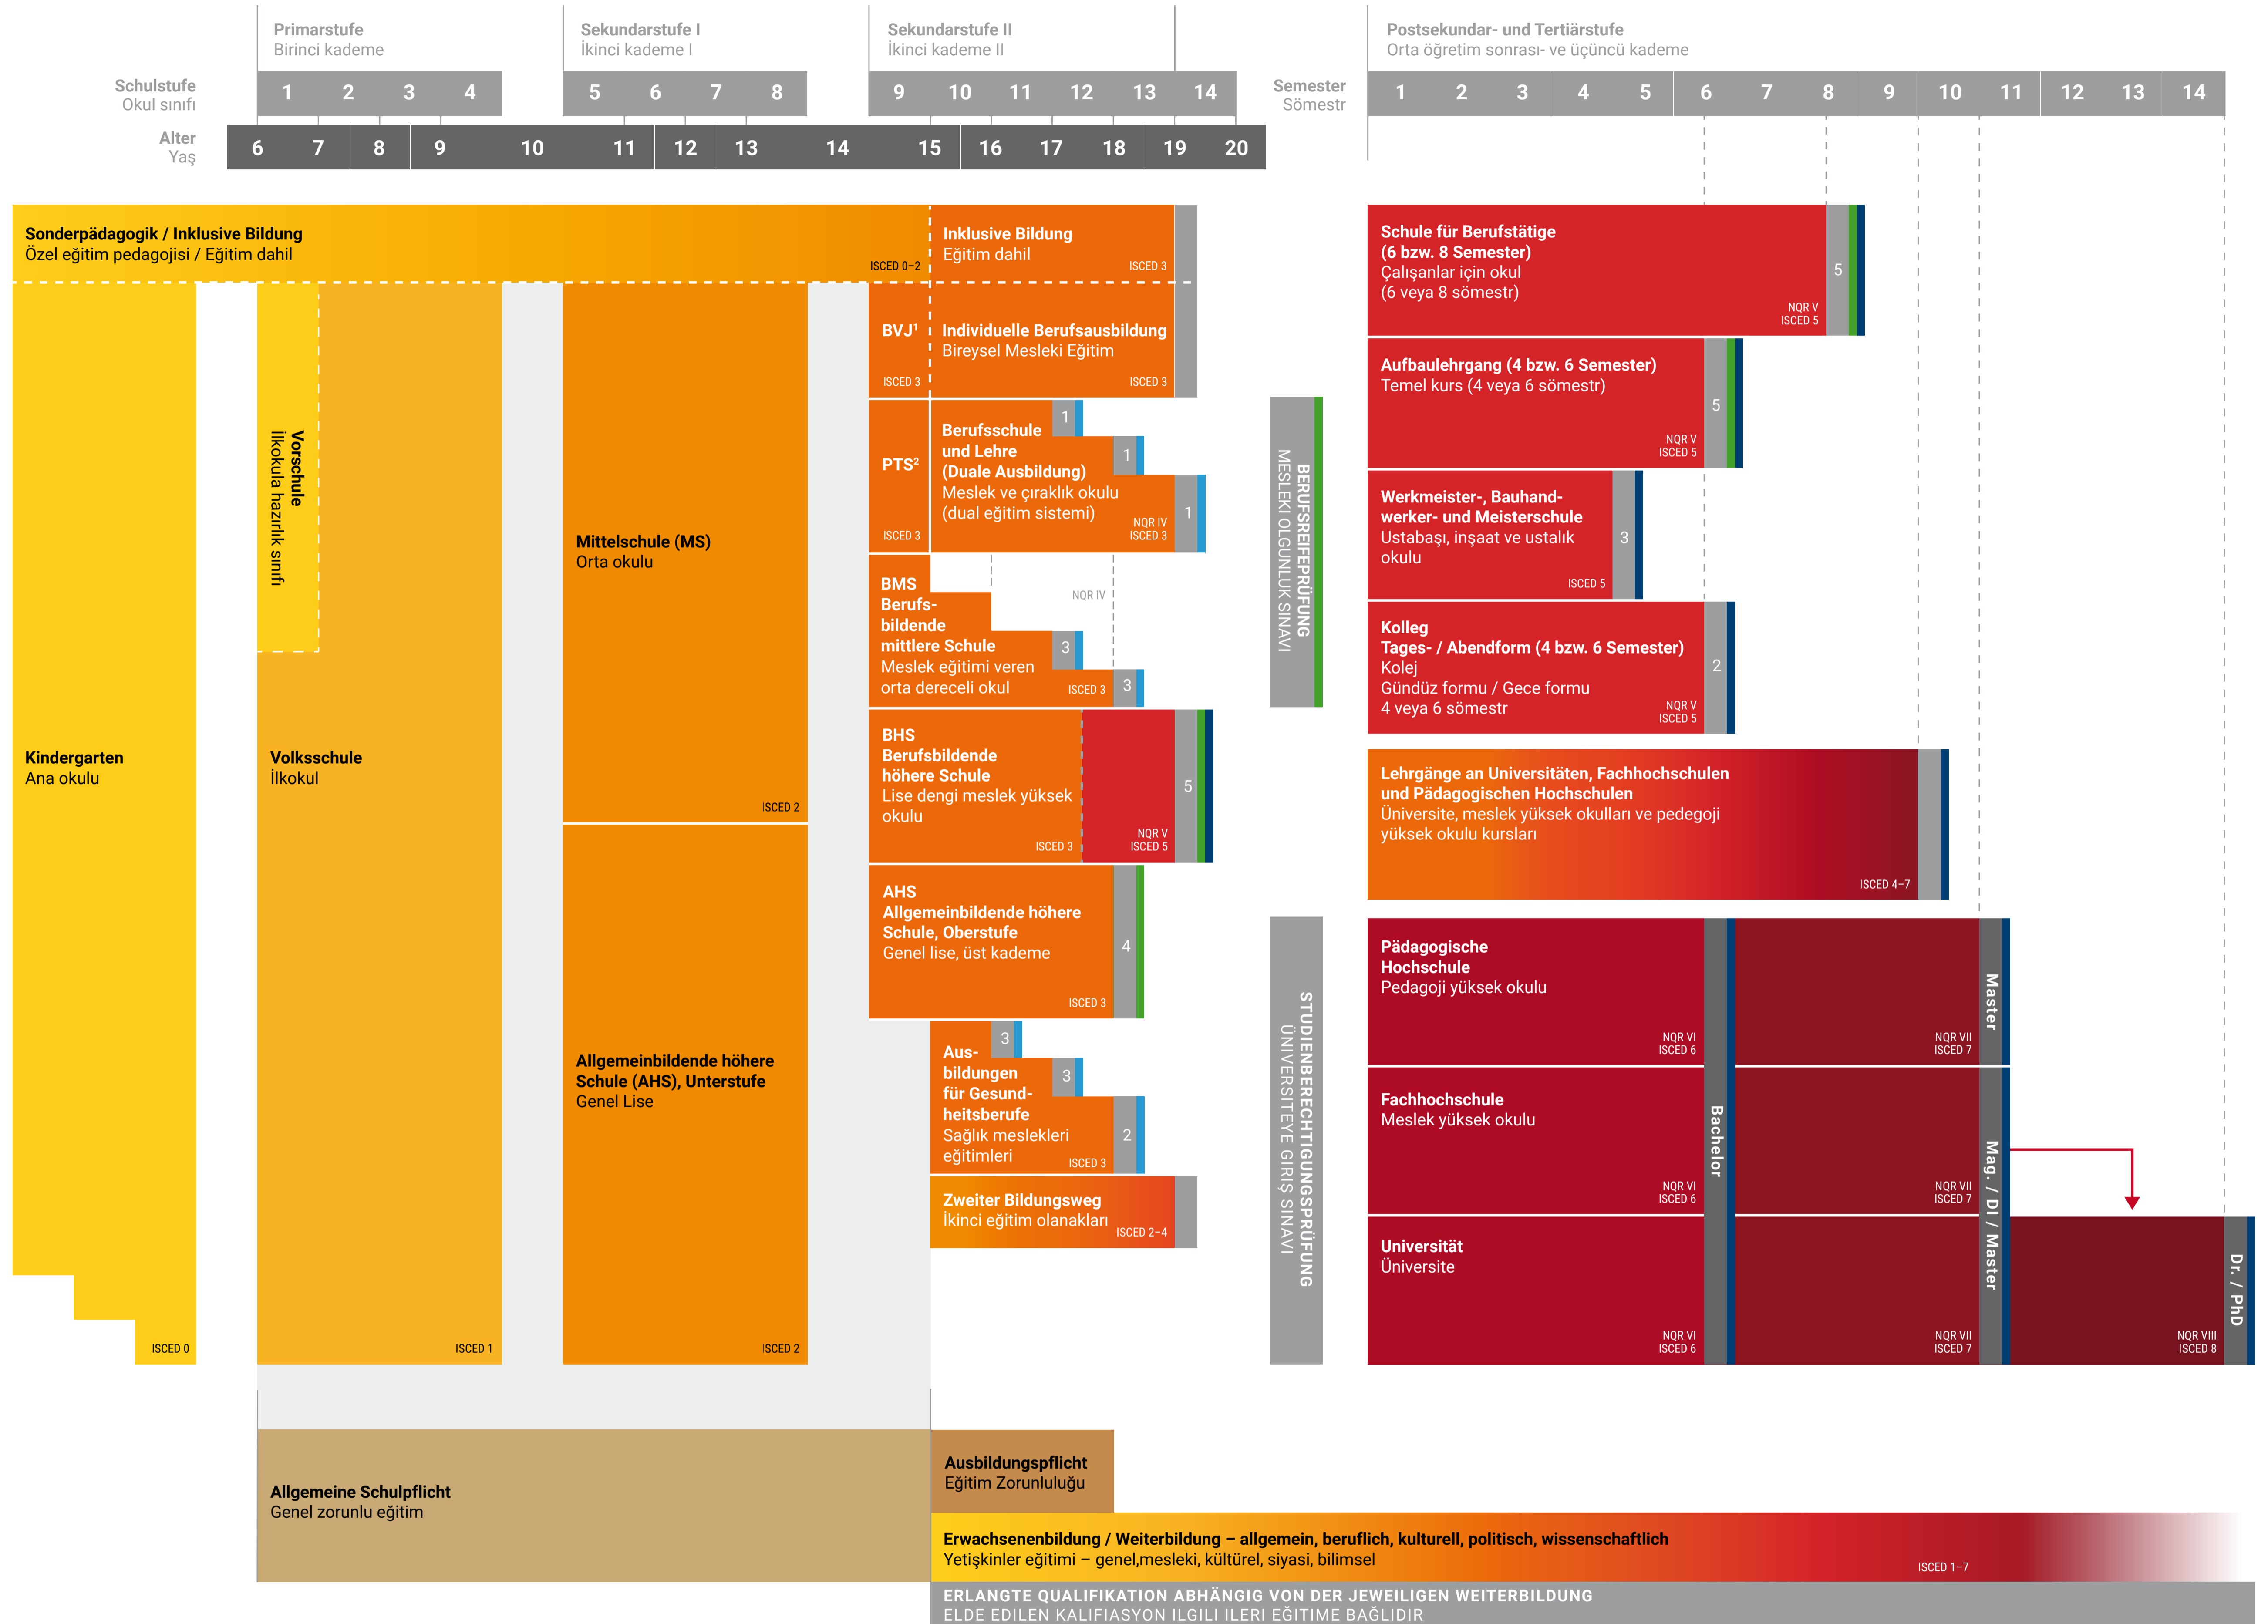 Primarstufe
Birinci kademe
Sekundarstufe I
İkinci kademe I
Sekundarstufe II
İkinci kademe II
Postsekundar- und Tertiärstufe
Orta öğretim sonrası- ve üçüncü kademe
Schulstufe
Okul sınıfı
1 2 3 4 5 6 7 8 9 10 11 12 13 14
Semester
Sömestr
1 2 3 4 5 6 7 8 9 10 11 12 13 14
Alter
Yaş
6 7 8 9 10 11 12 13 14 15 16 17 18 19 20
Sonderpädagogik / Inklusive Bildung
Özel eğitim pedagojisi / Eğitim dahil
ISCED 0–2
Inklusive Bildung
Eğitim dahil
ISCED 3
Kindergarten
Ana okulu
ISCED 0
Vorschule
İlkokula hazırlık sınıfı
Volksschule
İlkokul
ISCED 1
Mittelschule (MS)
Orta okulu
ISCED 2
Allgemeinbildende höhere
Schule (AHS), Unterstufe
Genel Lise
ISCED 2
BVJ¹
ISCED 3
Individuelle Berufsausbildung
Bireysel Mesleki Eğitim
ISCED 3
PTS²
ISCED 3
Berufsschule
und Lehre
(Duale Ausbildung)
Meslek ve çıraklık okulu
(dual eğitim sistemi)
NQR IV
ISCED 3
1
1
1
BMS
Berufs-
bildende
mittlere Schule
Meslek eğitimi veren
orta dereceli okul
ISCED 3
NQR IV
3
3
BHS
Berufsbildende
höhere Schule
Lise dengi meslek yüksek
okulu
ISCED 3
NQR V
ISCED 5
5
AHS
Allgemeinbildende höhere
Schule, Oberstufe
Genel lise, üst kademe
ISCED 3
4
Aus-
bildungen
für Gesund-
heitsberufe
Sağlık meslekleri
eğitimleri
ISCED 3
3
3
2
Zweiter Bildungsweg
İkinci eğitim olanakları
ISCED 2–4
BERUFSREIFEPRÜFUNG
MESLEKI OLGUNLUK SINAVI
STUDIENBERECHTIGUNGSPRÜFUNG
ÜNIVERSITEYE GIRIŞ SINAVI
Schule für Berufstätige
(6 bzw. 8 Semester)
Çalışanlar için okul
(6 veya 8 sömestr)
NQR V
ISCED 5
5
Aufbaulehrgang (4 bzw. 6 Semester)
Temel kurs (4 veya 6 sömestr)
NQR V
ISCED 5
5
Werkmeister-, Bauhand-
werker- und Meisterschule
Ustabaşı, inşaat ve ustalık
okulu
ISCED 5
3
Kolleg
Tages- / Abendform (4 bzw. 6 Semester)
Kolej
Gündüz formu / Gece formu
4 veya 6 sömestr
NQR V
ISCED 5
2
Lehrgänge an Universitäten, Fachhochschulen
und Pädagogischen Hochschulen
Üniversite, meslek yüksek okulları ve pedegoji
yüksek okulu kursları
ISCED 4–7
Pädagogische
Hochschule
Pedagoji yüksek okulu
NQR VI
ISCED 6
NQR VII
ISCED 7
Master
Fachhochschule
Meslek yüksek okulu
NQR VI
ISCED 6
Bachelor
NQR VII
ISCED 7
Mag. / DI / Master
Universität
Üniversite
NQR VI
ISCED 6
NQR VII
ISCED 7
NQR VIII
ISCED 8
Dr. / PhD
Allgemeine Schulpflicht
Genel zorunlu eğitim
Ausbildungspflicht
Eğitim Zorunluluğu
Erwachsenenbildung / Weiterbildung – allgemein, beruflich, kulturell, politisch, wissenschaftlich
Yetişkinler eğitimi – genel,mesleki, kültürel, siyasi, bilimsel
ISCED 1–7
ERLANGTE QUALIFIKATION ABHÄNGIG VON DER JEWEILIGEN WEITERBILDUNG
ELDE EDILEN KALIFIASYON ILGILI ILERI EĞITIME BAĞLIDIR